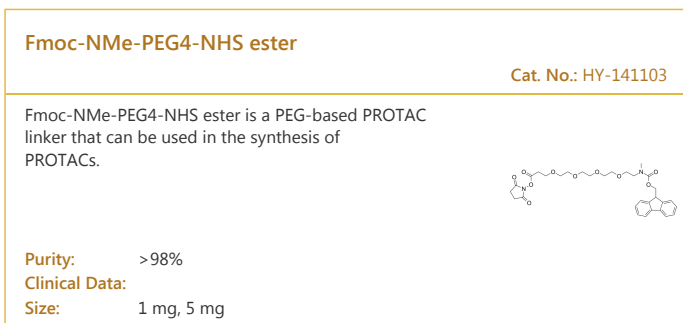 Fmoc-NMe-PEG4-NHS ester
Cat. No.: HY-141103
Fmoc-NMe-PEG4-NHS ester is a PEG-based PROTAC
linker that can be used in the synthesis of
PROTACs.
Purity: >98%
Clinical Data:
Size: 1 mg, 5 mg